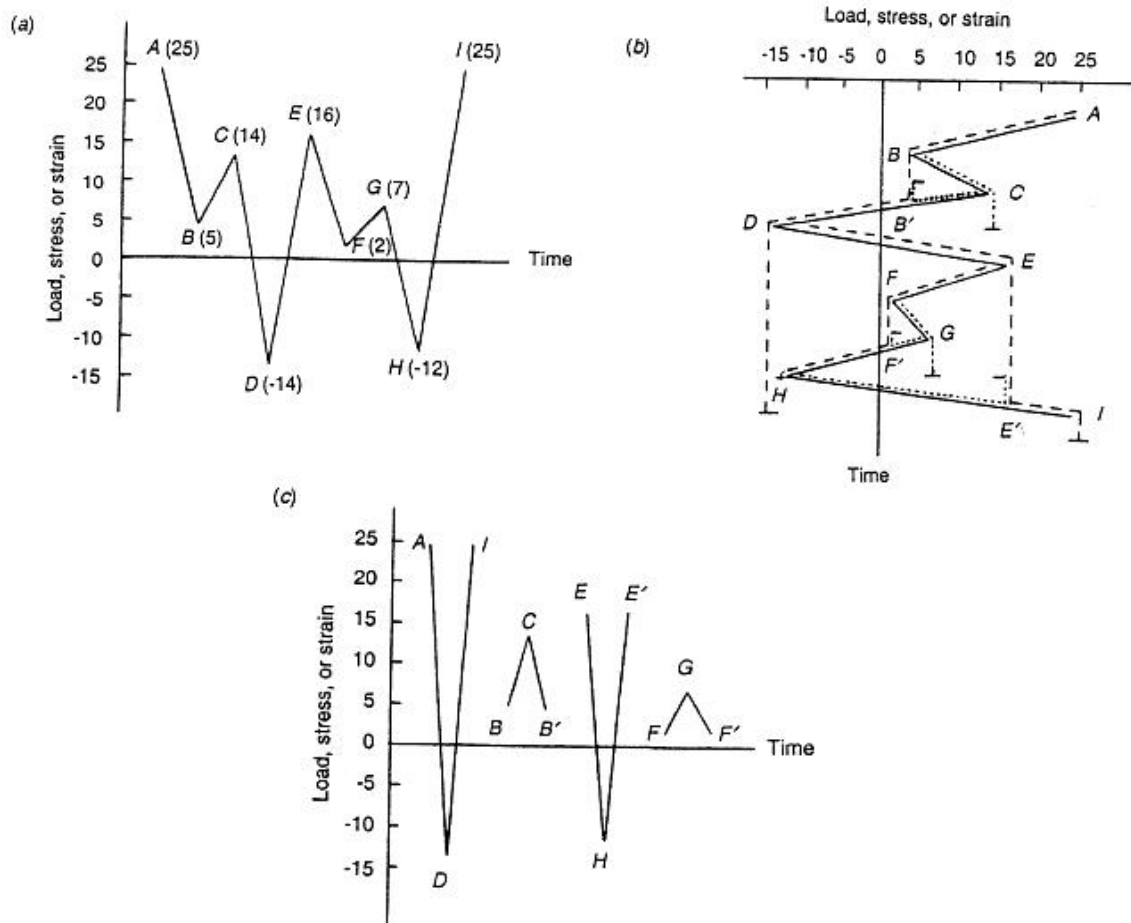 (a)
Load, stress, or strain
25
20
15
10
5
0
-5
-10
-15
A (25)
B (5)
C (14)
D (-14)
E (16)
F (2)
G (7)
H (-12)
I (25)
Time
(b)
Load, stress, or strain
-15 -10 -5 0 5 10 15 20 25
A
B
C
B′
D
E
F
G
F′
H
I
E′
Time
(c)
Load, stress, or strain
25
20
15
10
5
0
-5
-10
-15
A I
D
C
B B′
E E′
H
G
F F′
Time